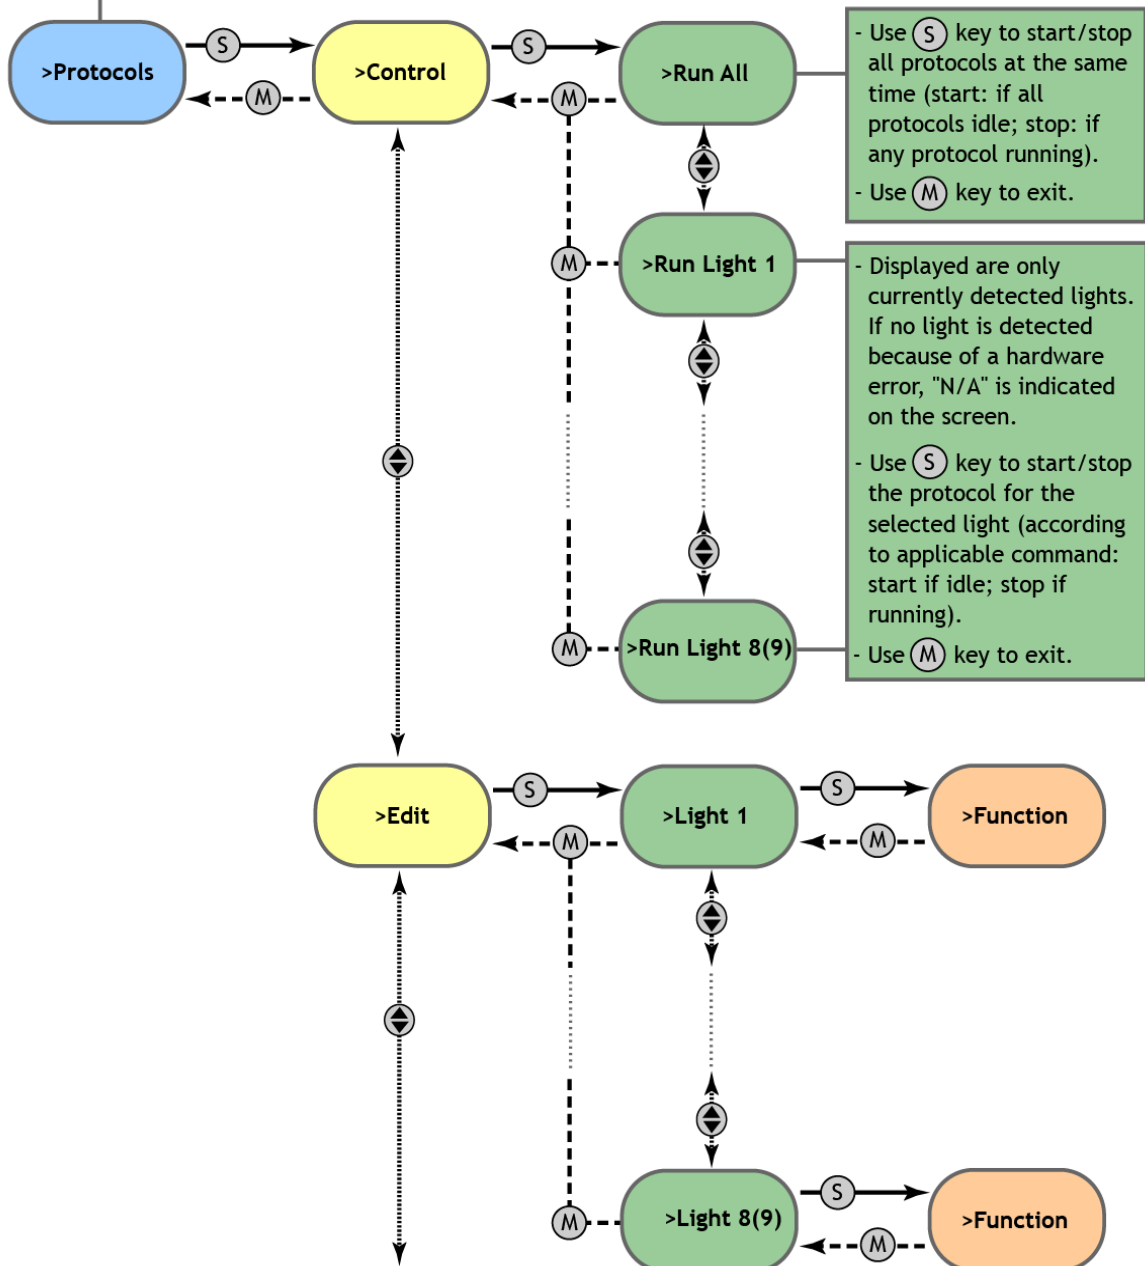 >Protocols
S
M
>Control
S
M
>Run All
- Use S key to start/stop
all protocols at the same
time (start: if all
protocols idle; stop: if
any protocol running).
- Use M key to exit.
M
>Run Light 1
- Displayed are only
currently detected lights.
If no light is detected
because of a hardware
error, "N/A" is indicated
on the screen.
- Use S key to start/stop
the protocol for the
selected light (according
to applicable command:
start if idle; stop if
running).
- Use M key to exit.
M
>Run Light 8(9)
>Edit
S
M
>Light 1
S
M
>Function
M
>Light 8(9)
S
M
>Function